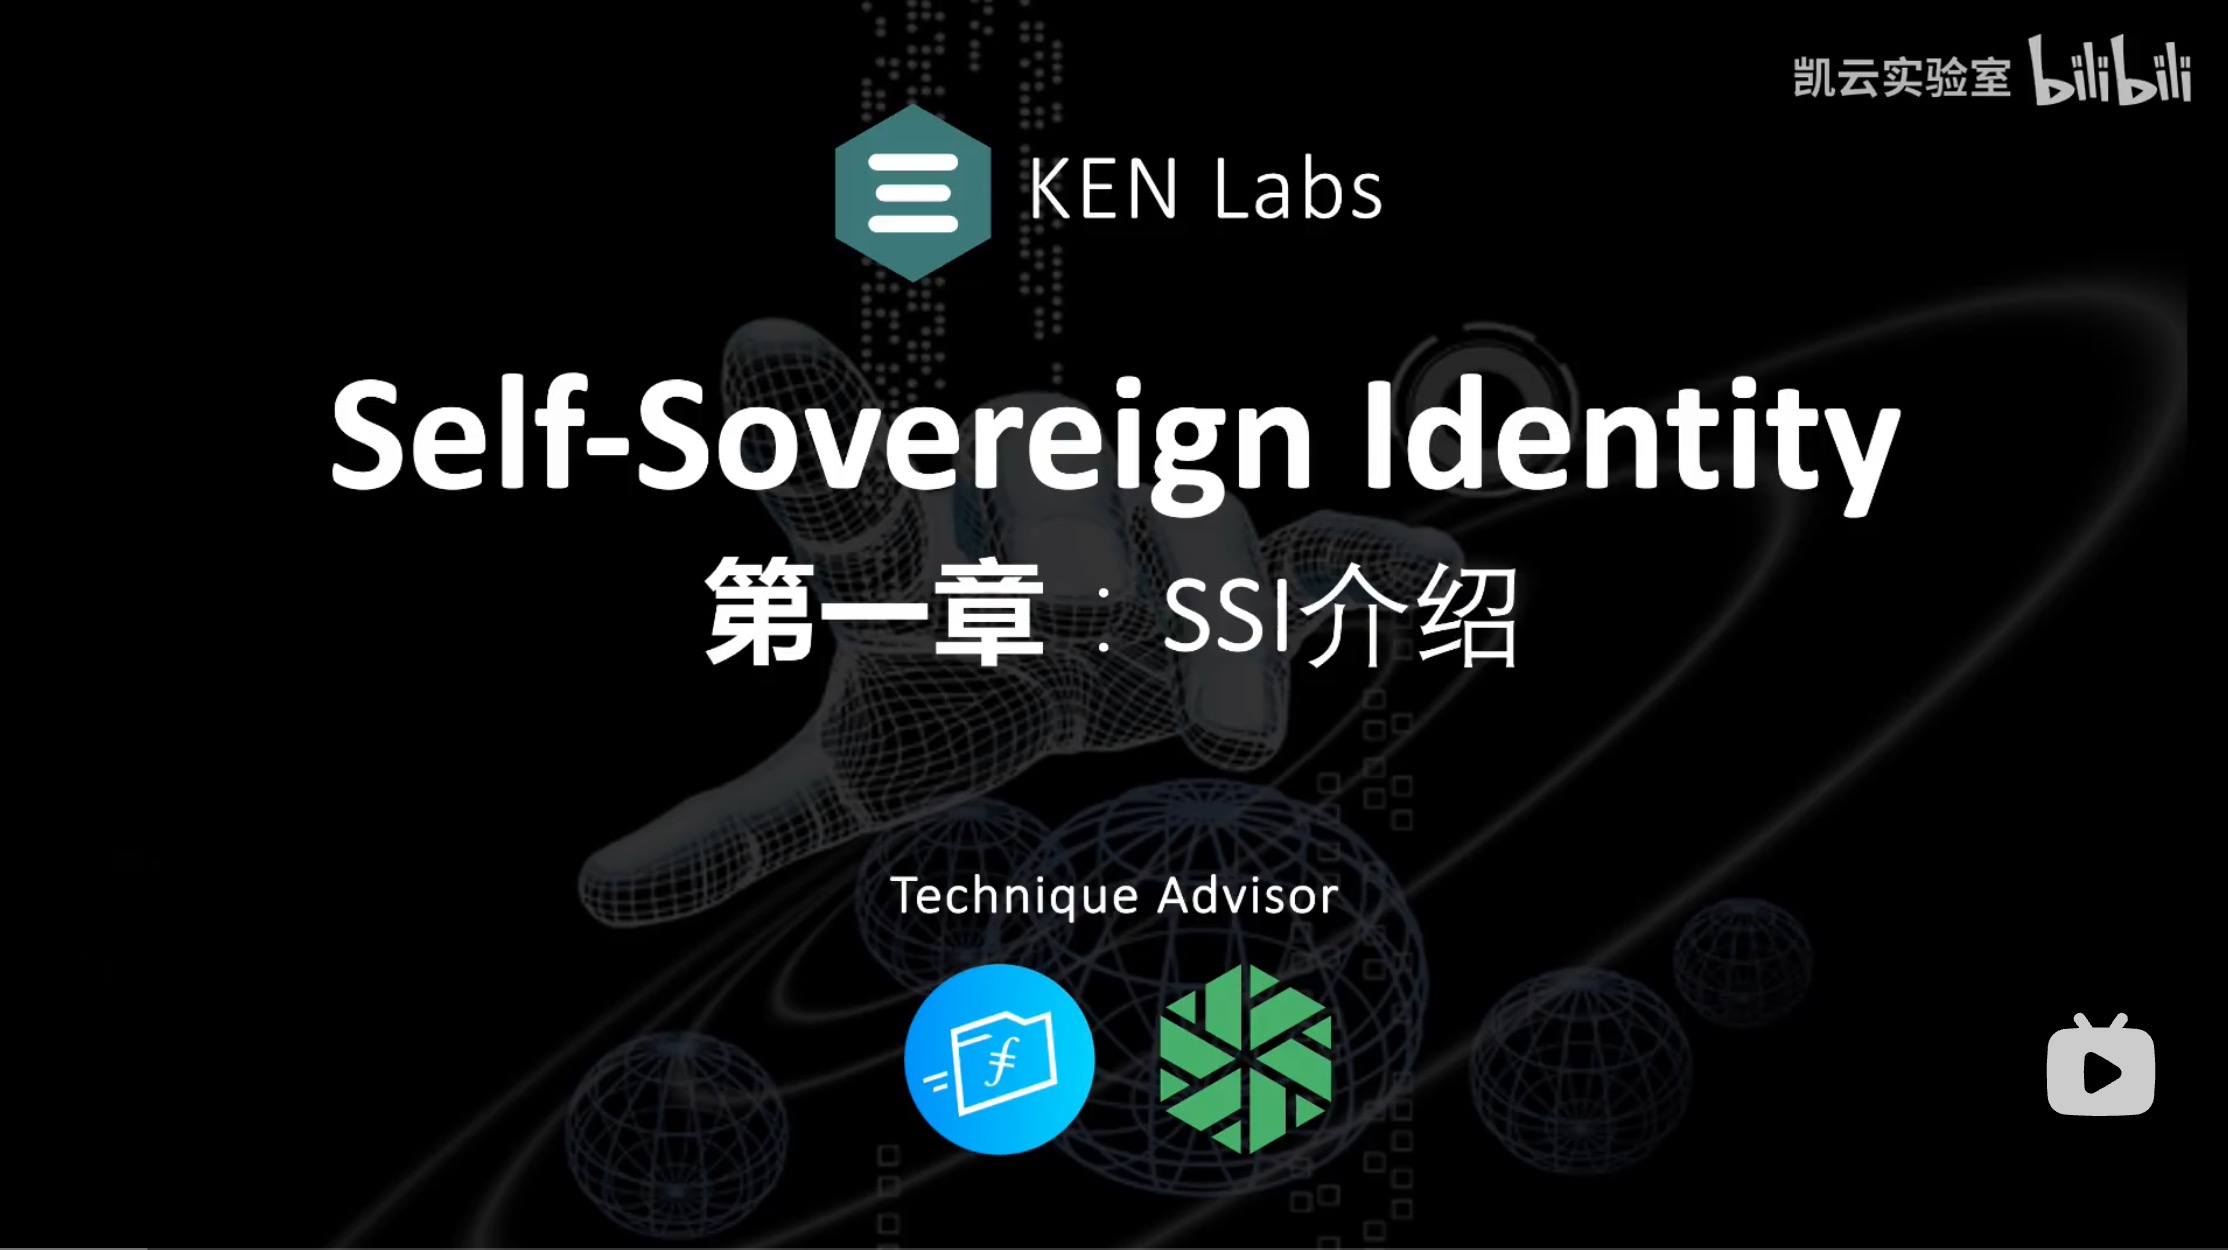 凯云实验室 bilibili
KEN Labs
Self-Sovereign Identity
第一章：SSI介绍
Technique Advisor